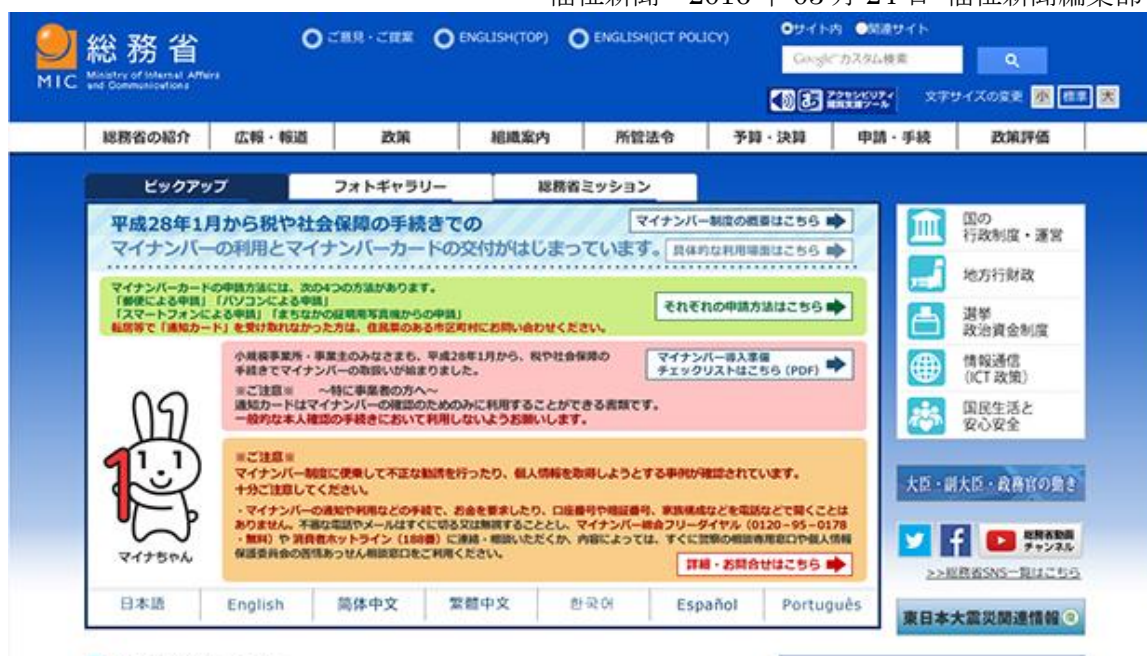 福祉新聞編集部
総務省
MIC Ministry of Internal Affairs and Communications
ご意見・ご提案 ENGLISH(TOP) ENGLISH(ICT POLICY)
サイト内 関連サイト
Google カスタム検索
あ アクセシビリティ閲覧支援ツール 文字サイズの変更 小 標準 大
総務省の紹介 広報・報道 政策 組織案内 所管法令 予算・決算 申請・手続 政策評価
ピックアップ フォトギャラリー 総務省ミッション
平成28年1月から税や社会保障の手続きでの
マイナンバーの利用とマイナンバーカードの交付がはじまっています。
マイナンバー制度の概要はこちら
具体的な利用場面はこちら
マイナンバーカードの申請方法には、次の4つの方法があります。
「郵便による申請」「パソコンによる申請」
「スマートフォンによる申請」「まちなかの証明用写真機からの申請」
転居等で「通知カード」を受け取れなかった方は、住民票のある市区町村にお問い合わせください。
それぞれの申請方法はこちら
小規模事業所・事業主のみなさまも、平成28年1月から、税や社会保障の
手続きでマイナンバーの取扱いが始まりました。
※ご注意※ ～特に事業者の方へ～
通知カードはマイナンバーの確認のためのみに利用することができる書類です。
一般的な本人確認の手続きにおいて利用しないようお願いします。
マイナンバー導入準備
チェックリストはこちら (PDF)
※ご注意※
マイナンバー制度に便乗して不正な勧誘を行ったり、個人情報を取得しようとする事例が確認されています。
十分ご注意してください。
・マイナンバーの通知や利用などの手続で、お金を要求したり、口座番号や暗証番号、家族構成などを電話などで聞くことは
ありません。不審な電話やメールはすぐに切る又は無視することとし、マイナンバー総合フリーダイヤル（0120-95-0178
・無料）や 消費者ホットライン（188番）に連絡・相談いただくか、内容によっては、すぐに警察の相談専用窓口や個人情報
保護委員会の苦情あっせん相談窓口をご利用ください。
詳細・お問合せはこちら
1
マイナちゃん
日本語 English 简体中文 繁體中文 한국어 Español Português
国の
行政制度・運営
地方行財政
選挙
政治資金制度
情報通信
(ICT 政策)
国民生活と
安心安全
大臣・副大臣・政務官の動き
総務省動画
チャンネル
>>総務省SNS一覧はこちら
東日本大震災関連情報